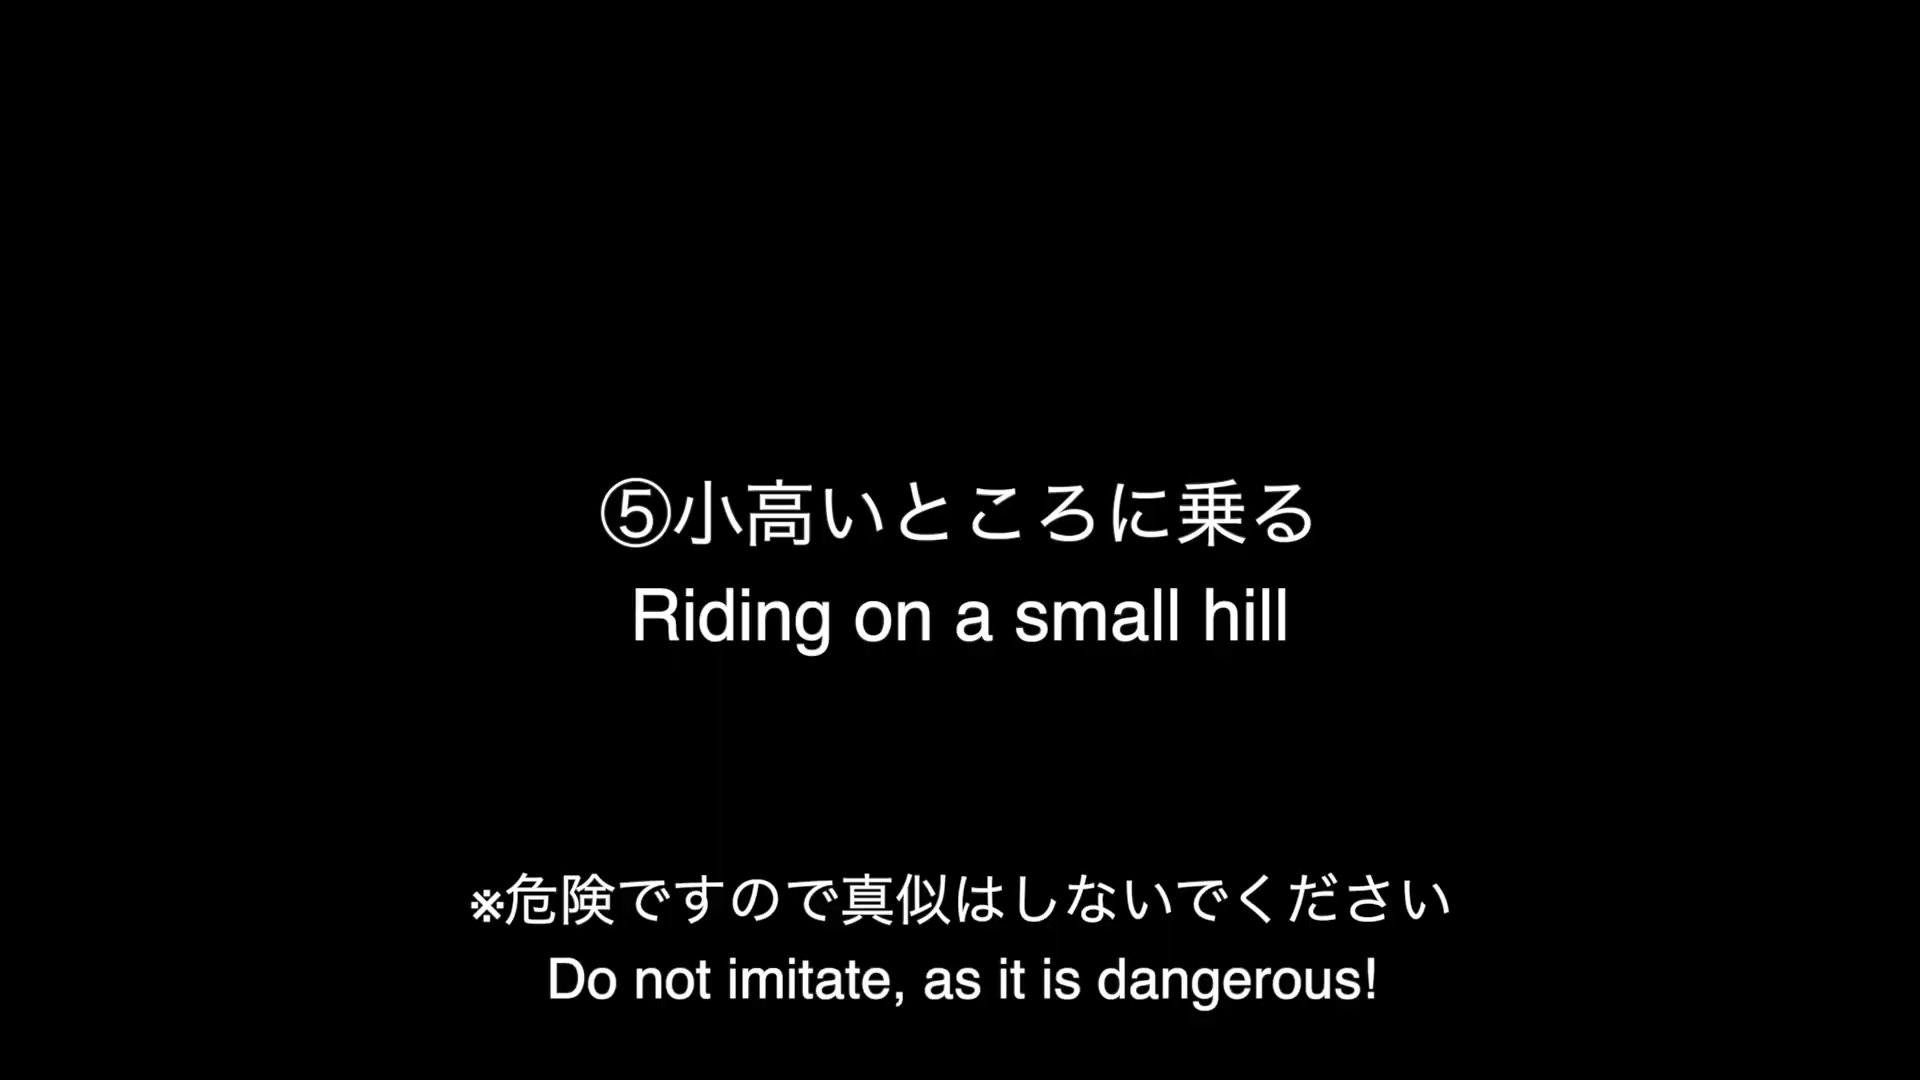 ⑤小高いところに乗る
Riding on a small hill
※危険ですので真似はしないでください
Do not imitate, as it is dangerous!